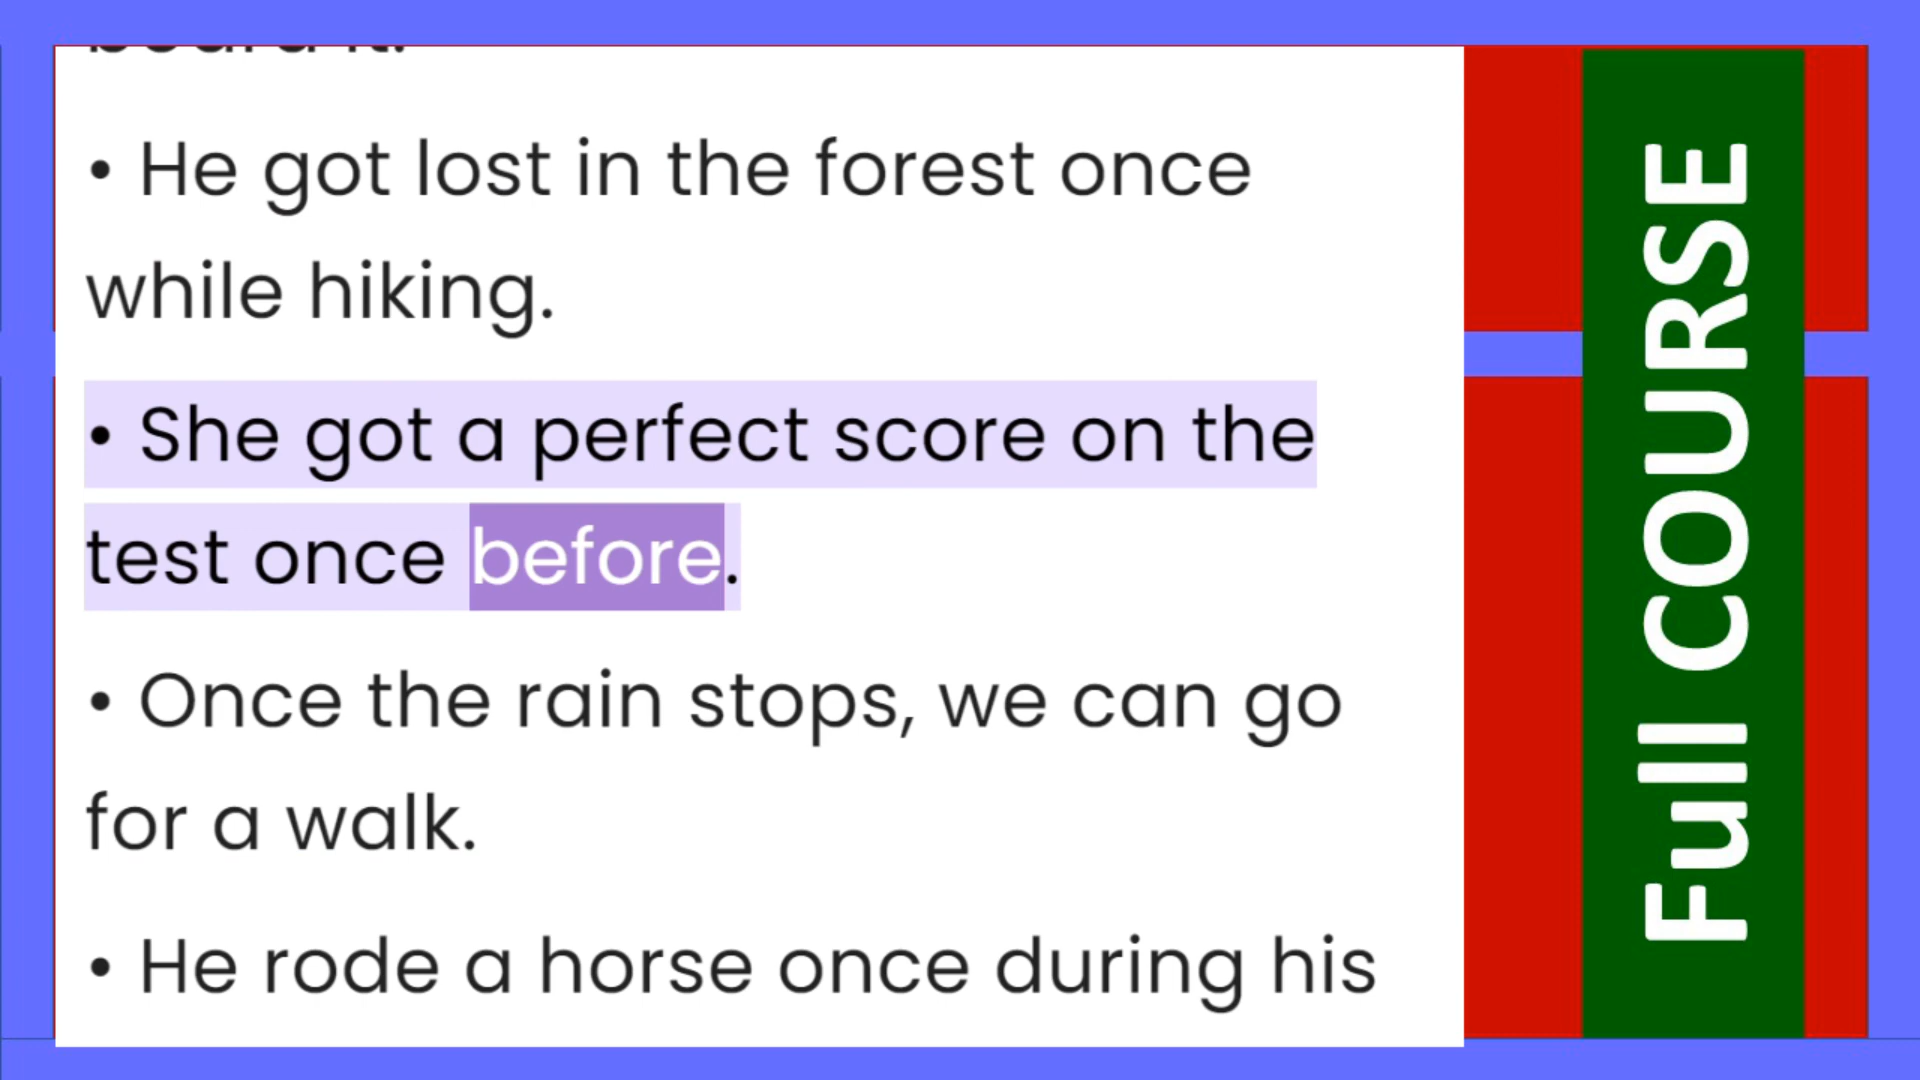 • He got lost in the forest once
while hiking.
• She got a perfect score on the
test once before.
• Once the rain stops, we can go
for a walk.
• He rode a horse once during his
Full COURSE